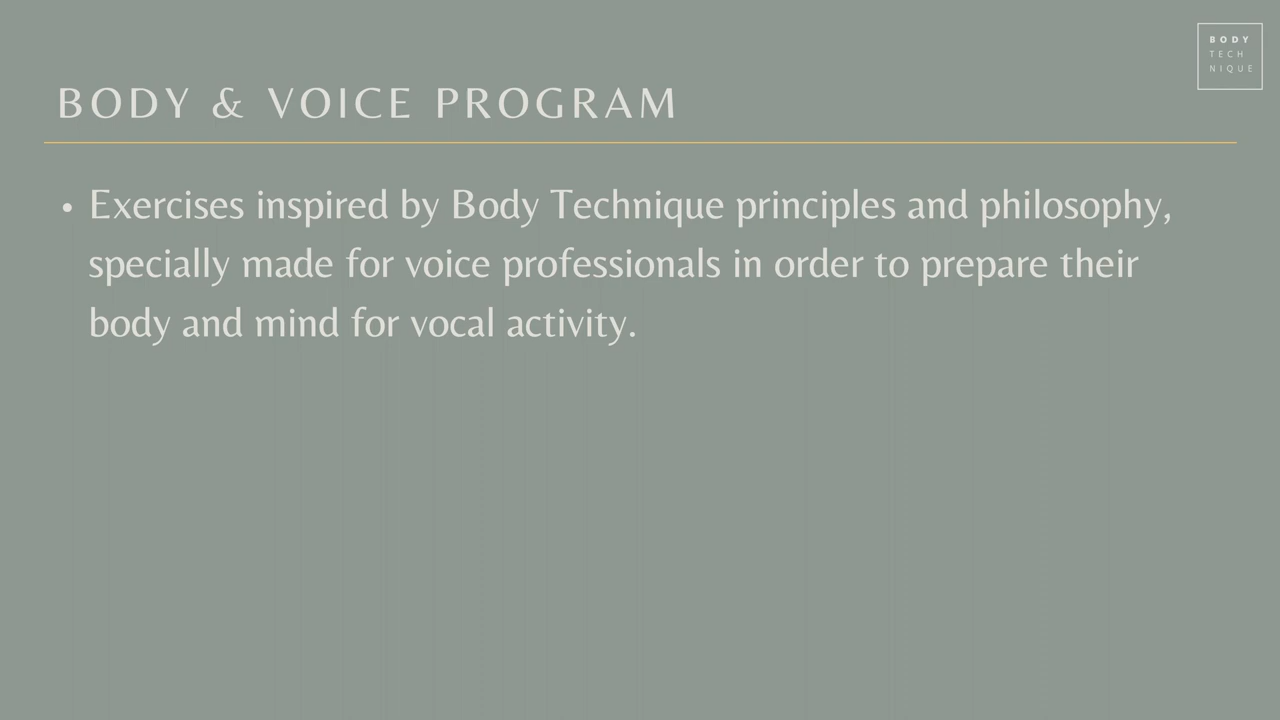 BODY
TECH
NIQUE
BODY & VOICE PROGRAM
• Exercises inspired by Body Technique principles and philosophy,
specially made for voice professionals in order to prepare their
body and mind for vocal activity.